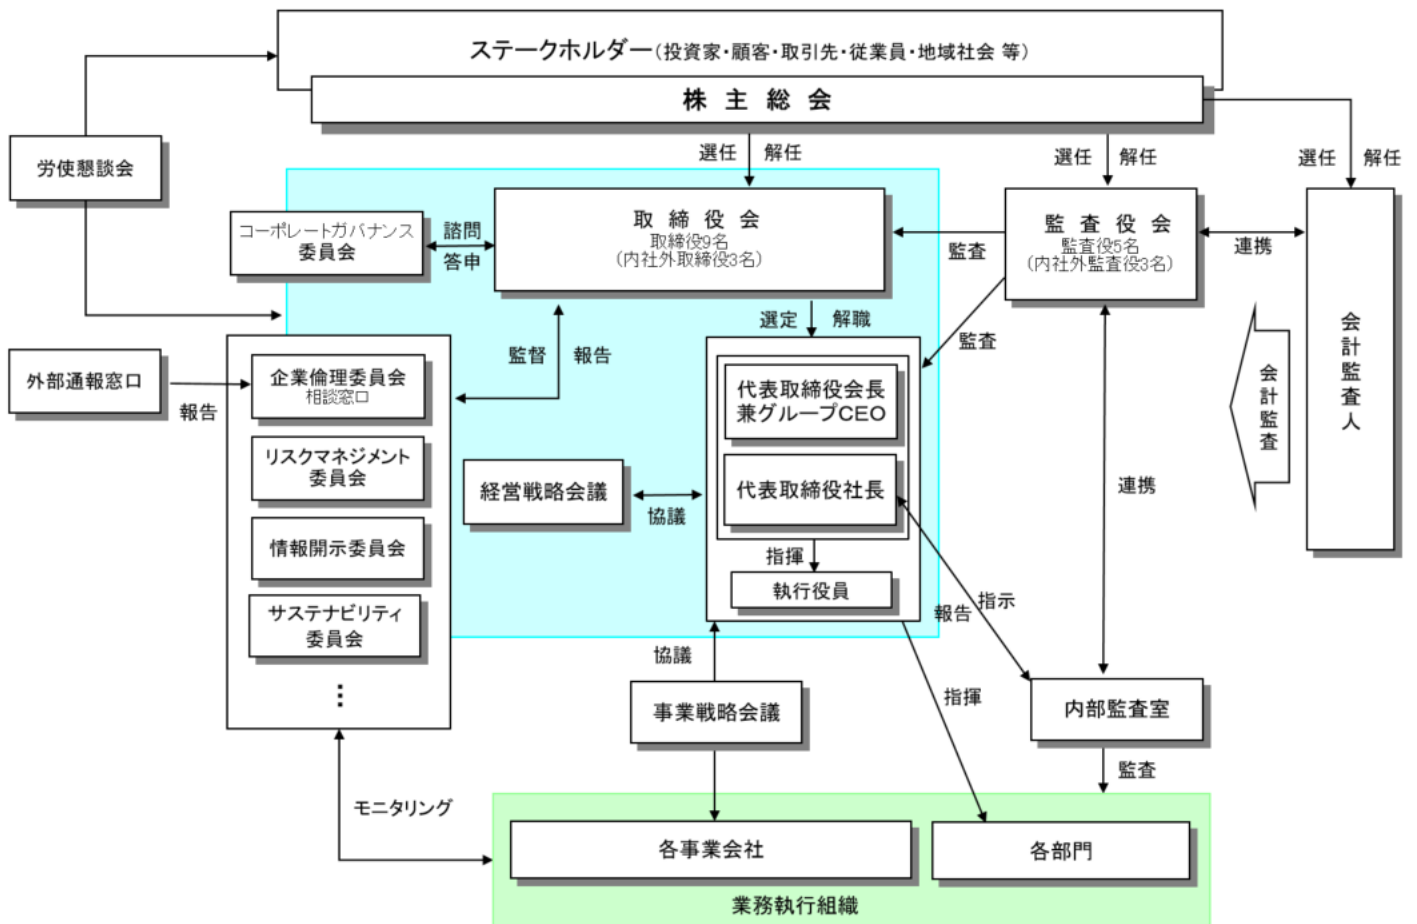 ステークホルダー(投資家・顧客・取引先・従業員・地域社会 等)
株 主 総 会
労使懇談会
選任 解任
選任 解任
選任 解任
コーポレートガバナンス
委員会
諮問
答申
取 締 役 会
取締役9名
(内社外取締役3名)
監査
監 査 役 会
監査役5名
(内社外監査役3名)
連携
会計監査人
選定 解職
監査
監督 報告
外部通報窓口
報告
企業倫理委員会
相談窓口
リスクマネジメント
委員会
情報開示委員会
サステナビリティ
委員会
⋮
代表取締役会長
兼グループCEO
代表取締役社長
経営戦略会議
協議
指揮
執行役員
会計監査
連携
報告
指示
協議
事業戦略会議
指揮
内部監査室
監査
モニタリング
各事業会社
各部門
業務執行組織